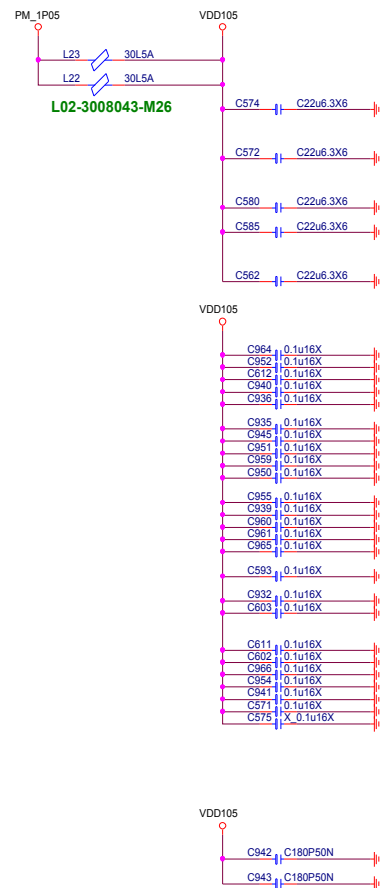 PM_1P05 VDD105
L23 30L5A
L22 30L5A
L02-3008043-M26
C574 C22u6.3X6
C572 C22u6.3X6
C580 C22u6.3X6
C585 C22u6.3X6
C562 C22u6.3X6
VDD105
C964 0.1u16X
C952 0.1u16X
C612 0.1u16X
C940 0.1u16X
C936 0.1u16X
C935 0.1u16X
C945 0.1u16X
C951 0.1u16X
C959 0.1u16X
C950 0.1u16X
C955 0.1u16X
C939 0.1u16X
C960 0.1u16X
C961 0.1u16X
C965 0.1u16X
C593 0.1u16X
C932 0.1u16X
C603 0.1u16X
C611 0.1u16X
C602 0.1u16X
C966 0.1u16X
C954 0.1u16X
C941 0.1u16X
C571 0.1u16X
C575 X_0.1u16X
VDD105
C942 C180P50N
C943 C180P50N